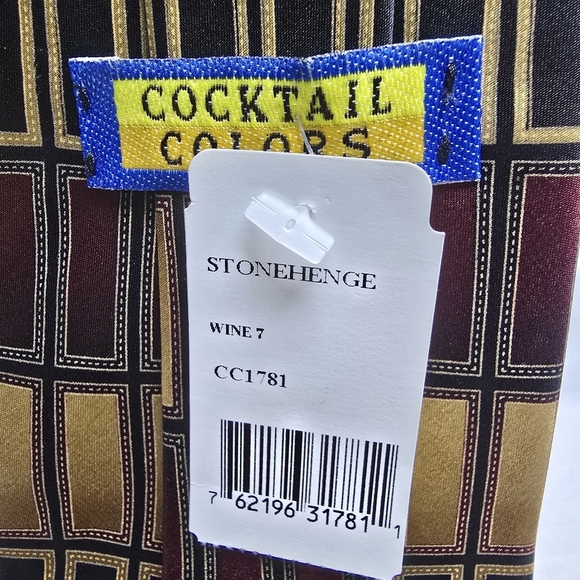 COCKTAIL
COLORS
STONEHENGE
WINE 7
CC1781
7 62196 31781 1